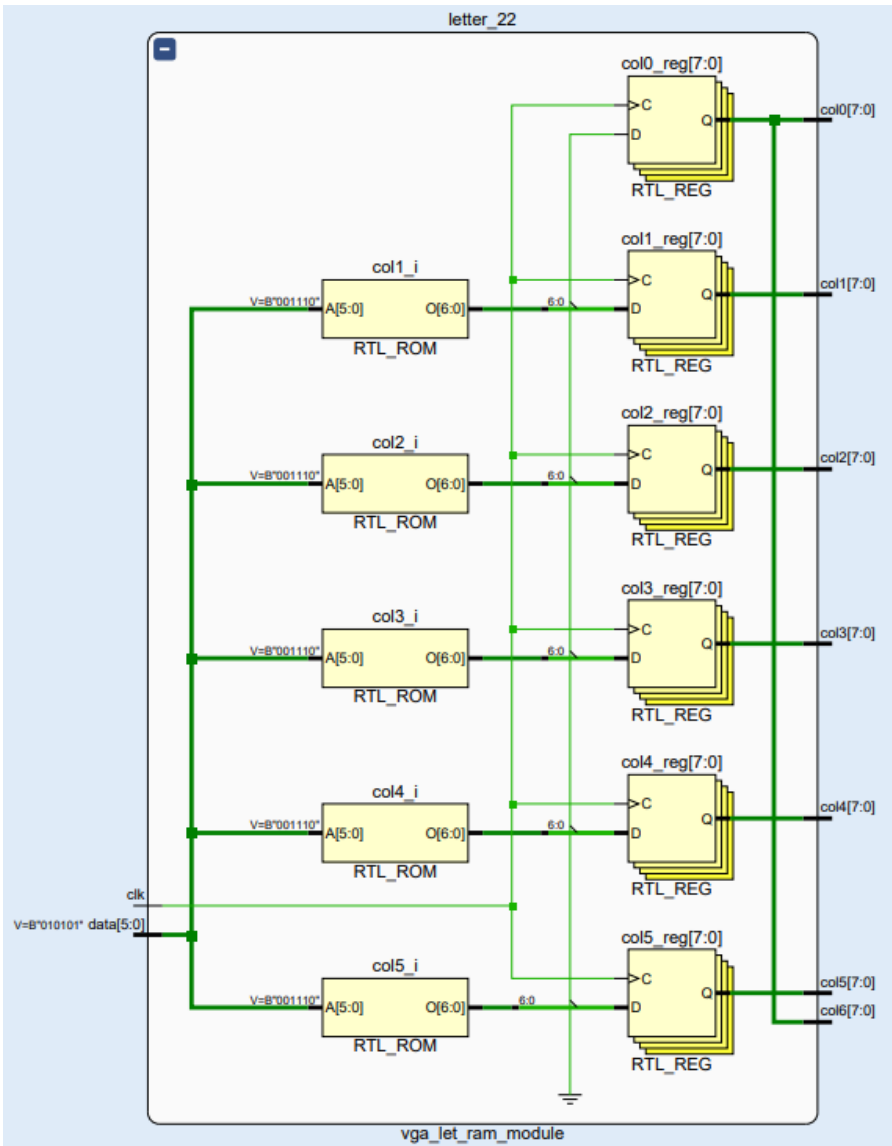 letter_22
col0_reg[7:0]
C
D
Q
RTL_REG
col0[7:0]
col1_i
V=B"001110"
A[5:0]
O[6:0]
RTL_ROM
6:0
col1_reg[7:0]
C
D
Q
RTL_REG
col1[7:0]
col2_i
V=B"001110"
A[5:0]
O[6:0]
RTL_ROM
6:0
col2_reg[7:0]
C
D
Q
RTL_REG
col2[7:0]
col3_i
V=B"001110"
A[5:0]
O[6:0]
RTL_ROM
6:0
col3_reg[7:0]
C
D
Q
RTL_REG
col3[7:0]
col4_i
V=B"001110"
A[5:0]
O[6:0]
RTL_ROM
6:0
col4_reg[7:0]
C
D
Q
RTL_REG
col4[7:0]
clk
V=B"010101" data[5:0]
col5_i
V=B"001110"
A[5:0]
O[6:0]
RTL_ROM
6:0
col5_reg[7:0]
C
D
Q
RTL_REG
col5[7:0]
col6[7:0]
vga_let_ram_module